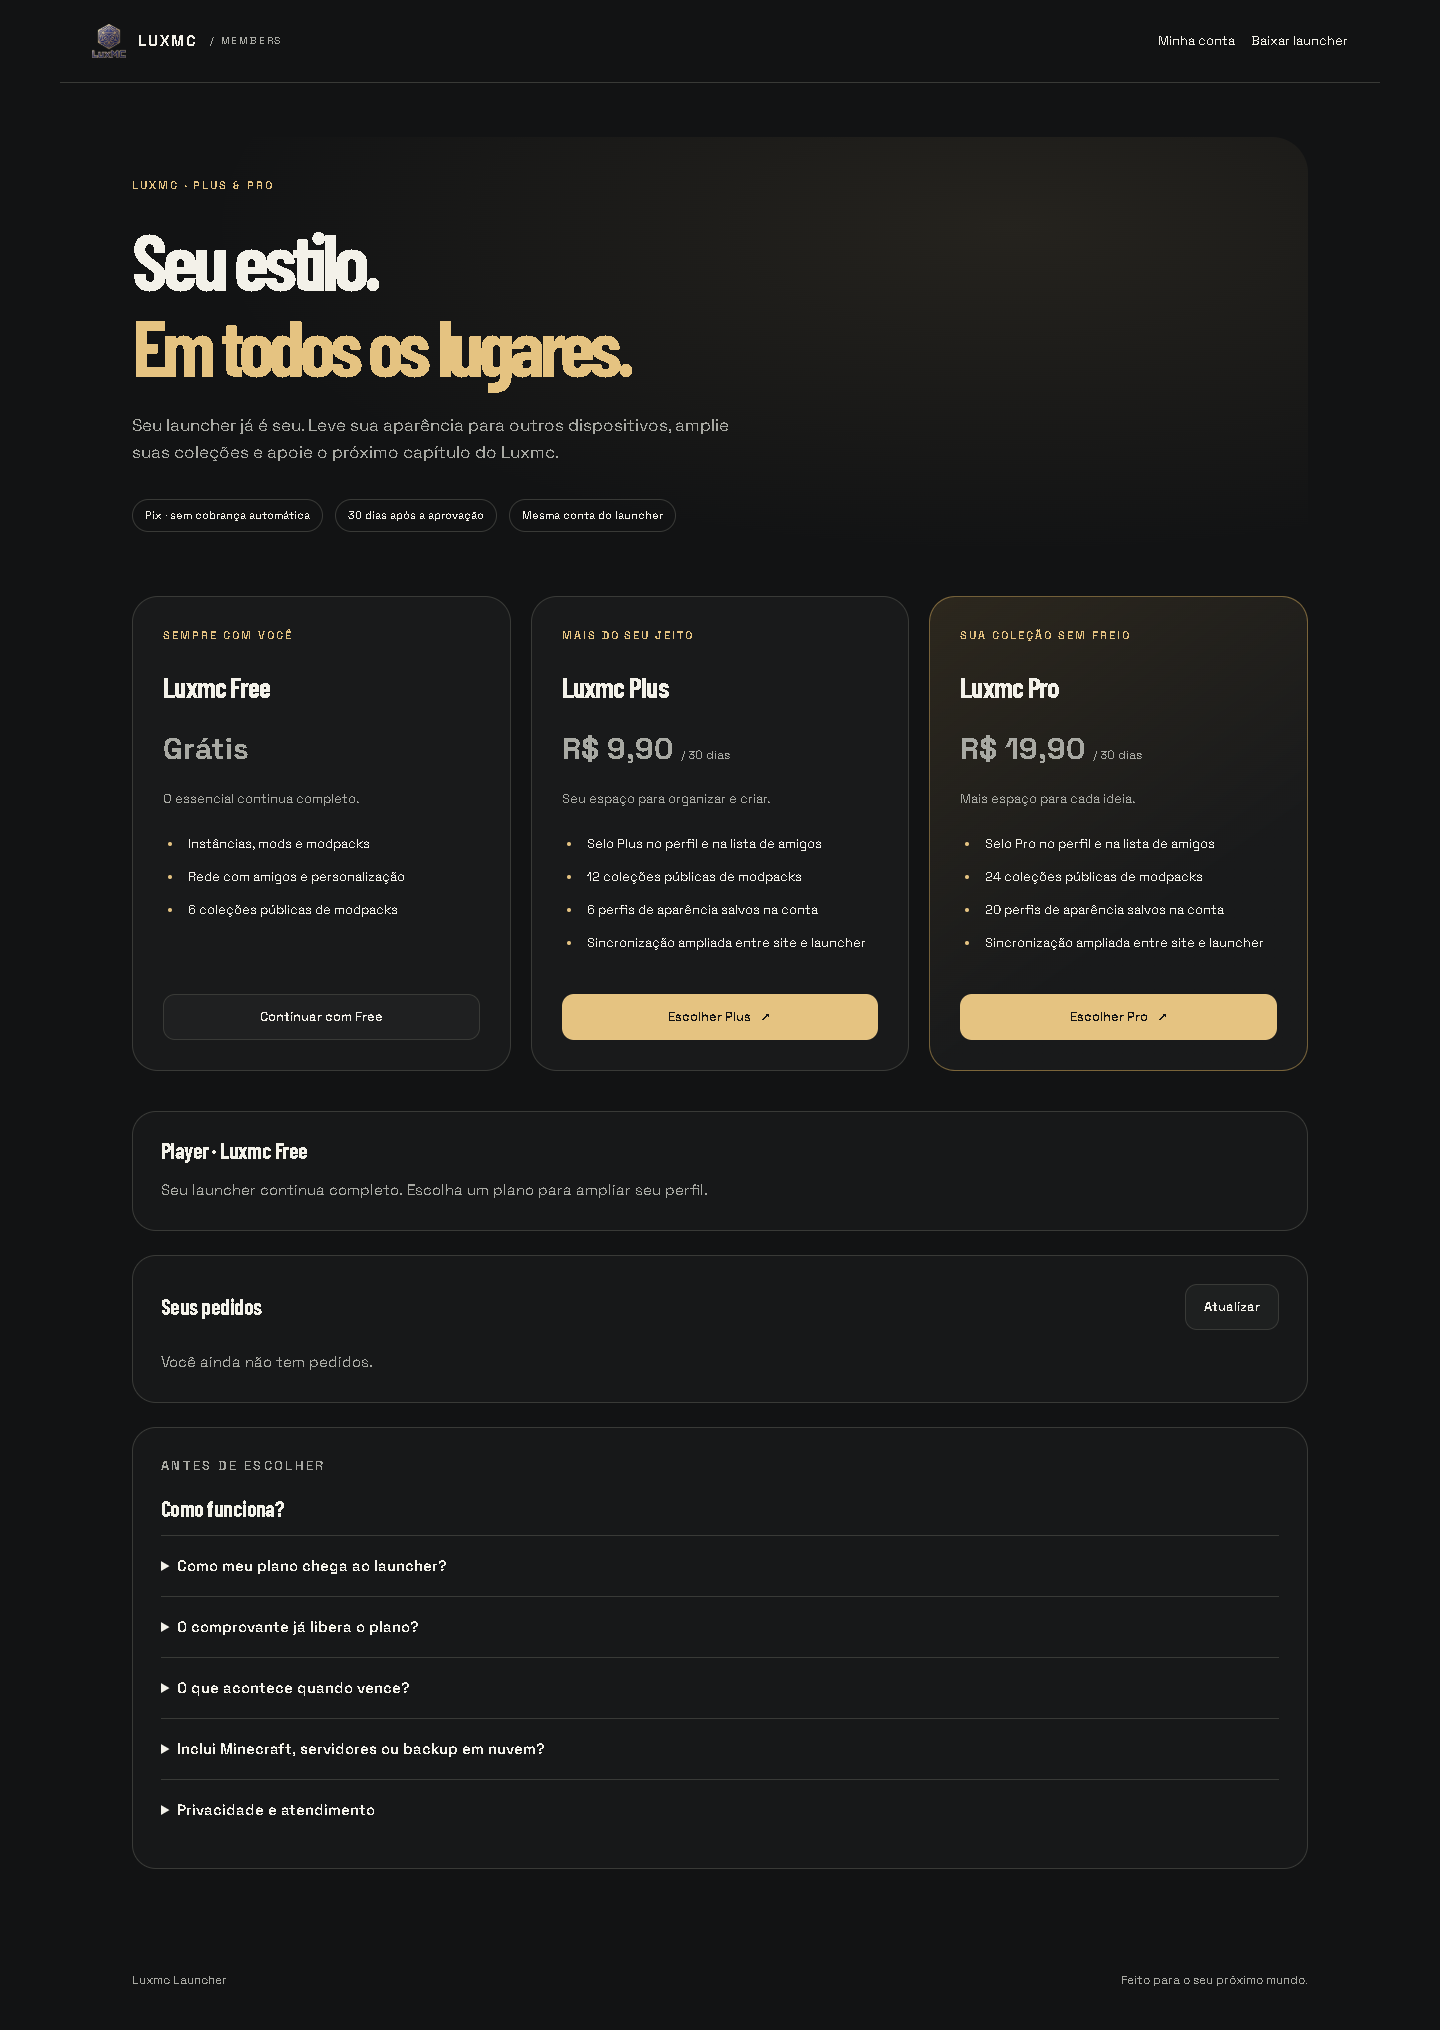 LUXMC
LUXMC / MEMBERS
Minha conta
Baixar launcher
LUXMC · PLUS & PRO
Seu estilo.
Em todos os lugares.
Seu launcher já é seu. Leve sua aparência para outros dispositivos, amplie
suas coleções e apoie o próximo capítulo do Luxmc.
Pix · sem cobrança automática
30 dias após a aprovação
Mesma conta do launcher
SEMPRE COM VOCÊ
Luxmc Free
Grátis
O essencial continua completo.
• Instâncias, mods e modpacks
• Rede com amigos e personalização
• 6 coleções públicas de modpacks
Continuar com Free
MAIS DO SEU JEITO
Luxmc Plus
R$ 9,90 / 30 dias
Seu espaço para organizar e criar.
• Selo Plus no perfil e na lista de amigos
• 12 coleções públicas de modpacks
• 6 perfis de aparência salvos na conta
• Sincronização ampliada entre site e launcher
Escolher Plus ↗
SUA COLEÇÃO SEM FREIO
Luxmc Pro
R$ 19,90 / 30 dias
Mais espaço para cada ideia.
• Selo Pro no perfil e na lista de amigos
• 24 coleções públicas de modpacks
• 20 perfis de aparência salvos na conta
• Sincronização ampliada entre site e launcher
Escolher Pro ↗
Player · Luxmc Free
Seu launcher continua completo. Escolha um plano para ampliar seu perfil.
Seus pedidos
Atualizar
Você ainda não tem pedidos.
ANTES DE ESCOLHER
Como funciona?
▶ Como meu plano chega ao launcher?
▶ O comprovante já libera o plano?
▶ O que acontece quando vence?
▶ Inclui Minecraft, servidores ou backup em nuvem?
▶ Privacidade e atendimento
Luxmc Launcher
Feito para o seu próximo mundo.